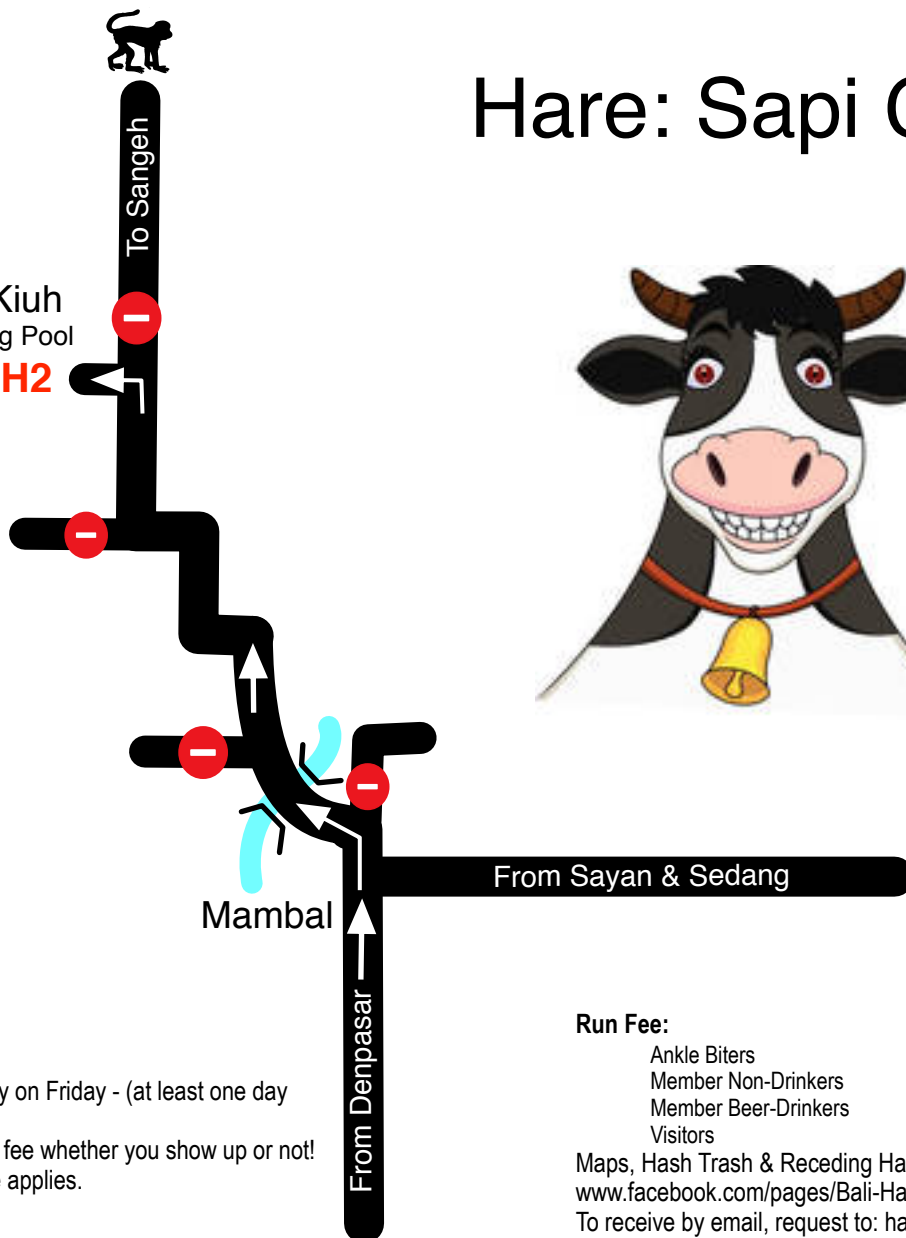 Hare: Sapi
To Sangeh
Kiuh
Pool
H2
From Sayan & Sedang
Mambal
From Denpasar
on Friday - (at least one day
fee whether you show up or not!
applies.
Run Fee:
Ankle Biters
Member Non-Drinkers
Member Beer-Drinkers
Visitors
Maps, Hash Trash & Receding
www.facebook.com/pages/Bali-Ha
To receive by email, request to: